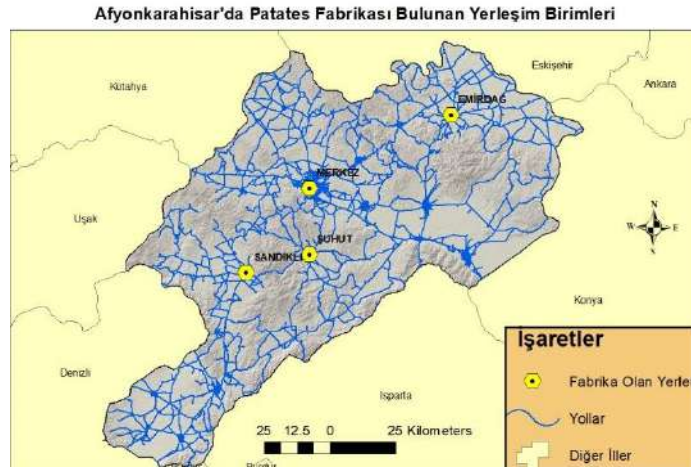 Afyonkarahisar'da Patates Fabrikası Bulunan Yerleşim Birimleri
Eskişehir
Kütahya
Ankara
EMİRDAĞ
MERKEZ
Uşak
N
W E
S
ŞUHUT
SANDIKLI
Konya
İşaretler
Denizli
Isparta
Fabrika Olan Yerle
Yollar
25 12.5 0 25 Kilometers
Diğer İller